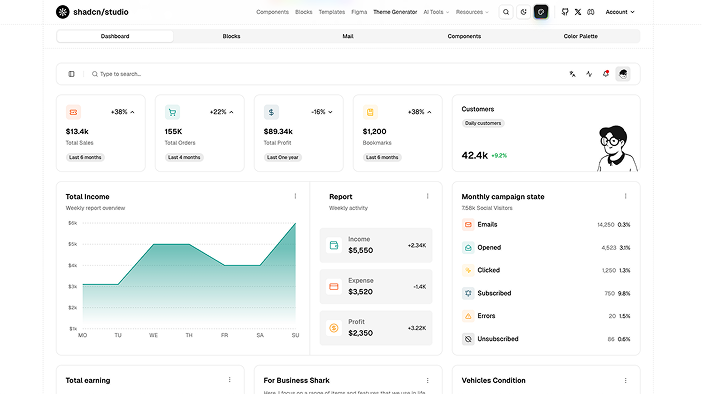 shadcn/studio
Components Blocks Templates Figma Theme Generator AI Tools Resources Account
Dashboard Blocks Mail Components Color Palette
Type to search...
+38%
$13.4k
Total Sales
Last 6 months
+22%
155K
Total Orders
Last 4 months
-16%
$89.34k
Total Profit
Last One year
+38%
$1,200
Bookmarks
Last 6 months
Customers
Daily customers
42.4k +9.2%
Total Income
Weekly report overview
$6k
$5k
$4k
$3k
$2k
$1k
MO TU WE TH FR SA SU
Report
Weekly activity
Income
$5,550
+2.34K
Expense
$3,520
-1.4K
Profit
$2,350
+3.22K
Monthly campaign state
7.58k Social Visitors
Emails 14,250 0.3%
Opened 4,523 3.1%
Clicked 1,250 1.3%
Subscribed 750 9.8%
Errors 20 1.5%
Unsubscribed 86 0.6%
Total earning
For Business Shark
Here, I focus on a range of items and features that we use in life
Vehicles Condition